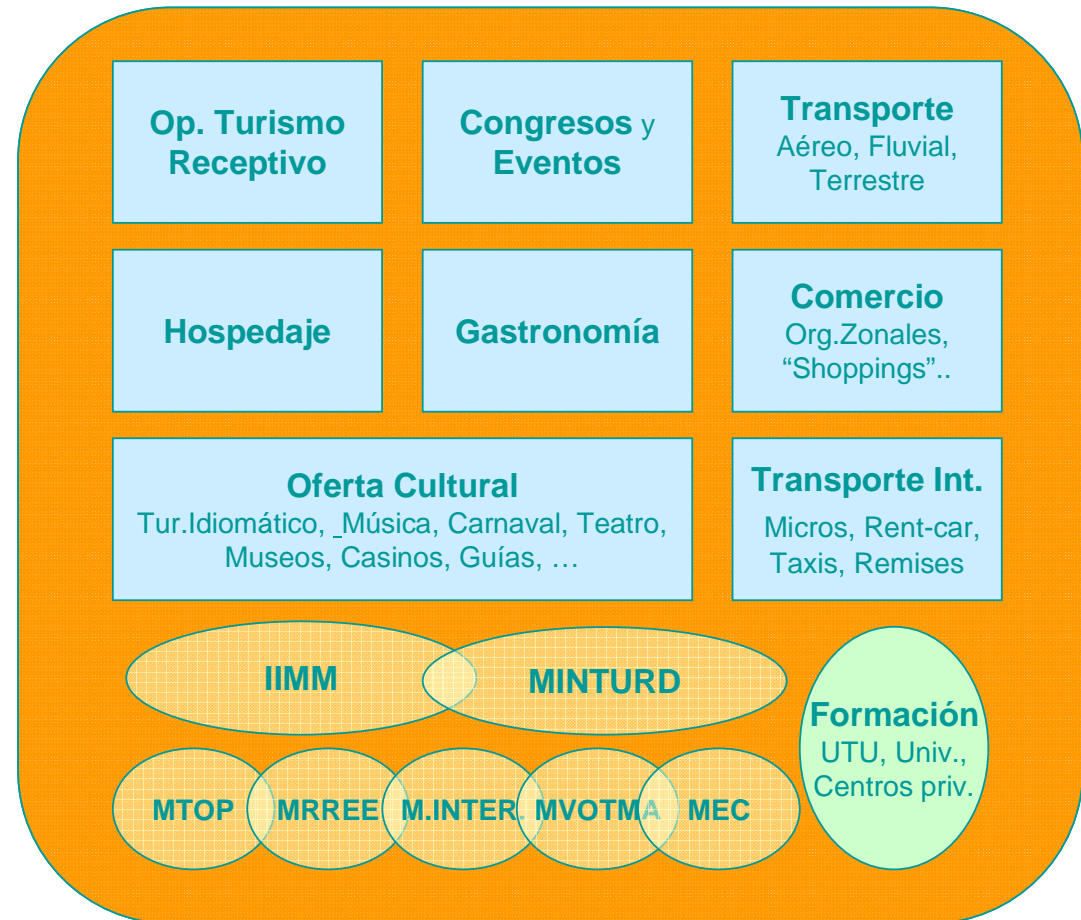 Op. Turismo
Receptivo
Congresos y
Eventos
Transporte
Aéreo, Fluvial,
Terrestre
Hospedaje
Gastronomía
Comercio
Org.Zonales,
“Shoppings”..
Oferta Cultural
Tur.Idiomático, _Música, Carnaval, Teatro,
Museos, Casinos, Guías, …
Transporte Int.
Micros, Rent-car,
Taxis, Remises
IIMM
MINTURD
Formación
UTU, Univ.,
Centros priv.
MTOP
MRREE
M.INTER.
MVOTMA
MEC